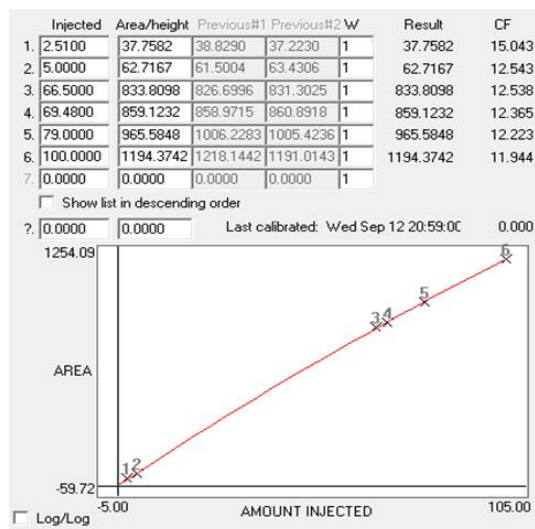 Injected Area/height Previous#1 Previous#2 W Result CF
1. 2.5100 37.7582 38.8290 37.2230 1 37.7582 15.043
2. 5.0000 62.7167 61.5004 63.4306 1 62.7167 12.543
3. 66.5000 833.8098 826.6996 831.3025 1 833.8098 12.538
4. 69.4800 859.1232 858.9715 860.8918 1 859.1232 12.365
5. 79.0000 965.5848 1006.2283 1005.4236 1 965.5848 12.223
6. 100.0000 1194.3742 1218.1442 1191.0143 1 1194.3742 11.944
7. 0.0000 0.0000 0.0000 0.0000 1
Show list in descending order
?. 0.0000 0.0000 Last calibrated: Wed Sep 12 20:59:00 0.000
1254.09
6
5
3 4
AREA
1 2
-59.72
-5.00 AMOUNT INJECTED 105.00
Log/Log